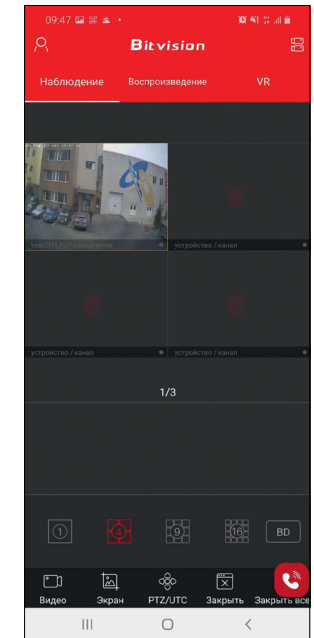 09:47
Bitvision
Наблюдение Воспроизведение VR
устройство / канал
устройство / канал устройство / канал
1/3
1 4 9 16 BD
Видео Экран PTZ/UTC Закрыть Закрыть все